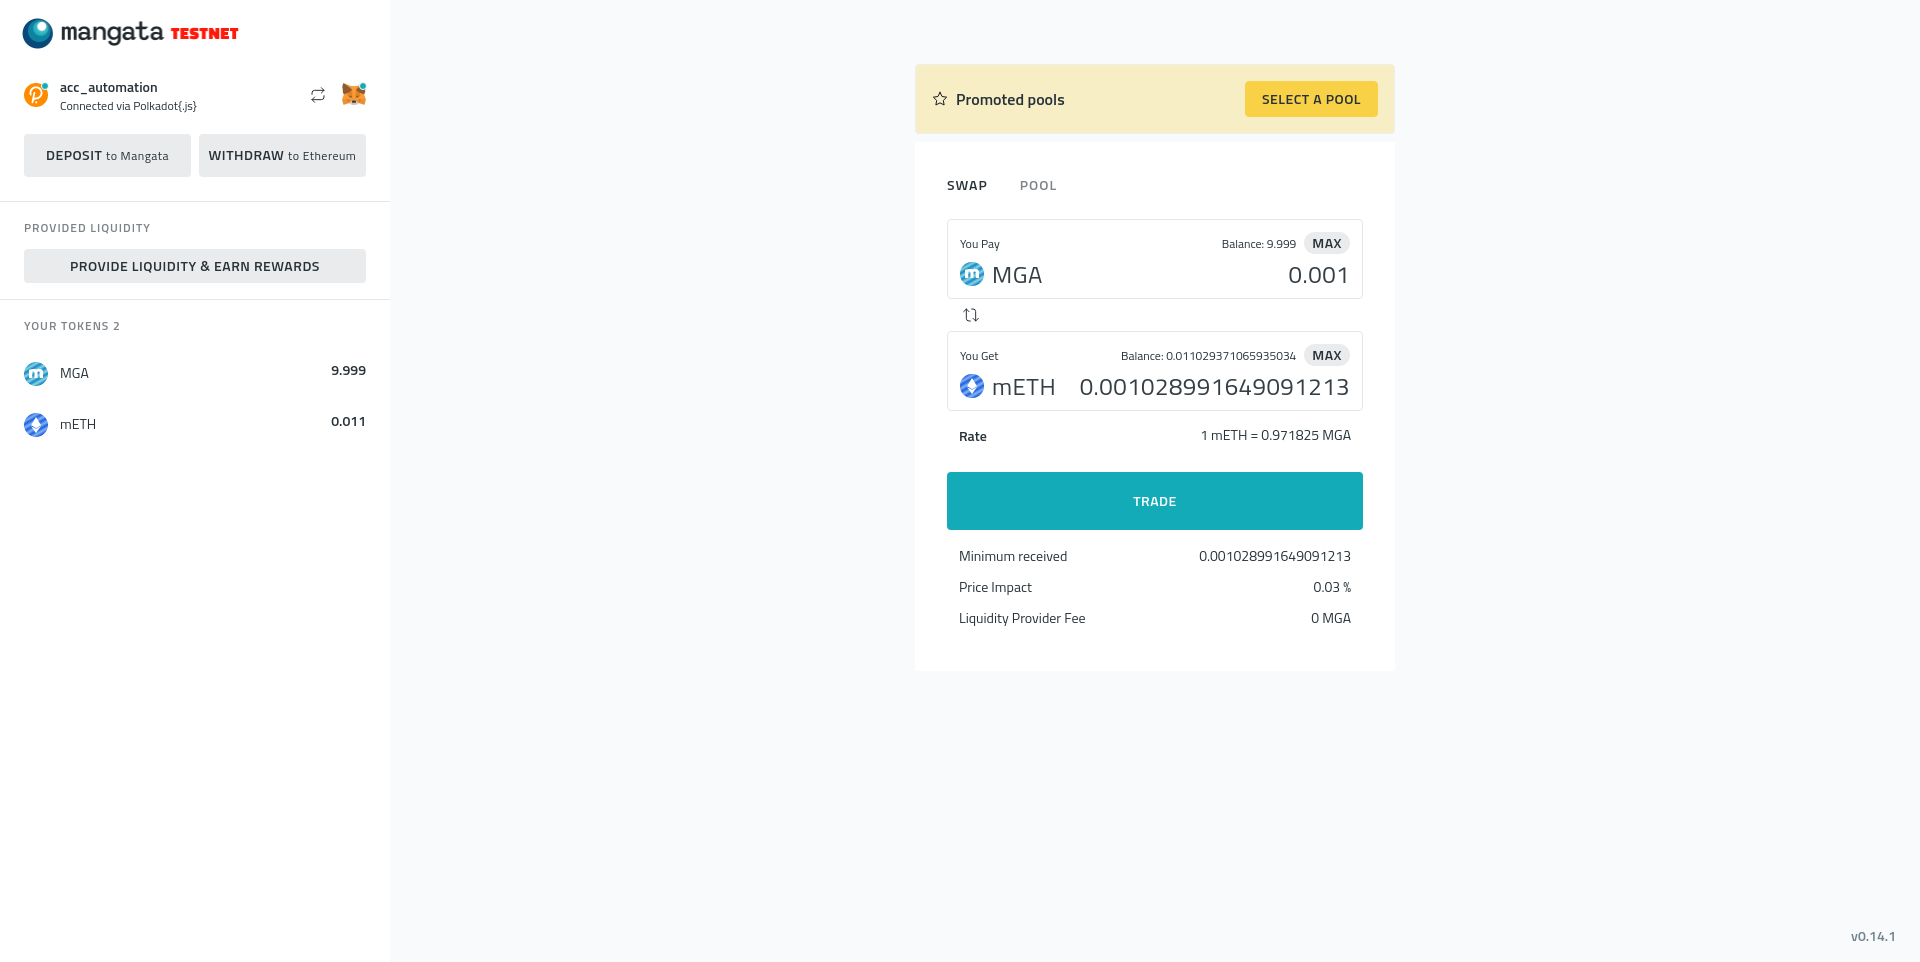 mangata TESTNET
acc_automation
Connected via Polkadot{.js}
DEPOSIT to Mangata
WITHDRAW to Ethereum
PROVIDED LIQUIDITY
PROVIDE LIQUIDITY & EARN REWARDS
YOUR TOKENS 2
MGA 9.999
mETH 0.011
Promoted pools
SELECT A POOL
SWAP POOL
You Pay Balance: 9.999 MAX
MGA 0.001
You Get Balance: 0.011029371065935034 MAX
mETH 0.001028991649091213
Rate 1 mETH = 0.971825 MGA
TRADE
Minimum received 0.001028991649091213
Price Impact 0.03 %
Liquidity Provider Fee 0 MGA
v0.14.1